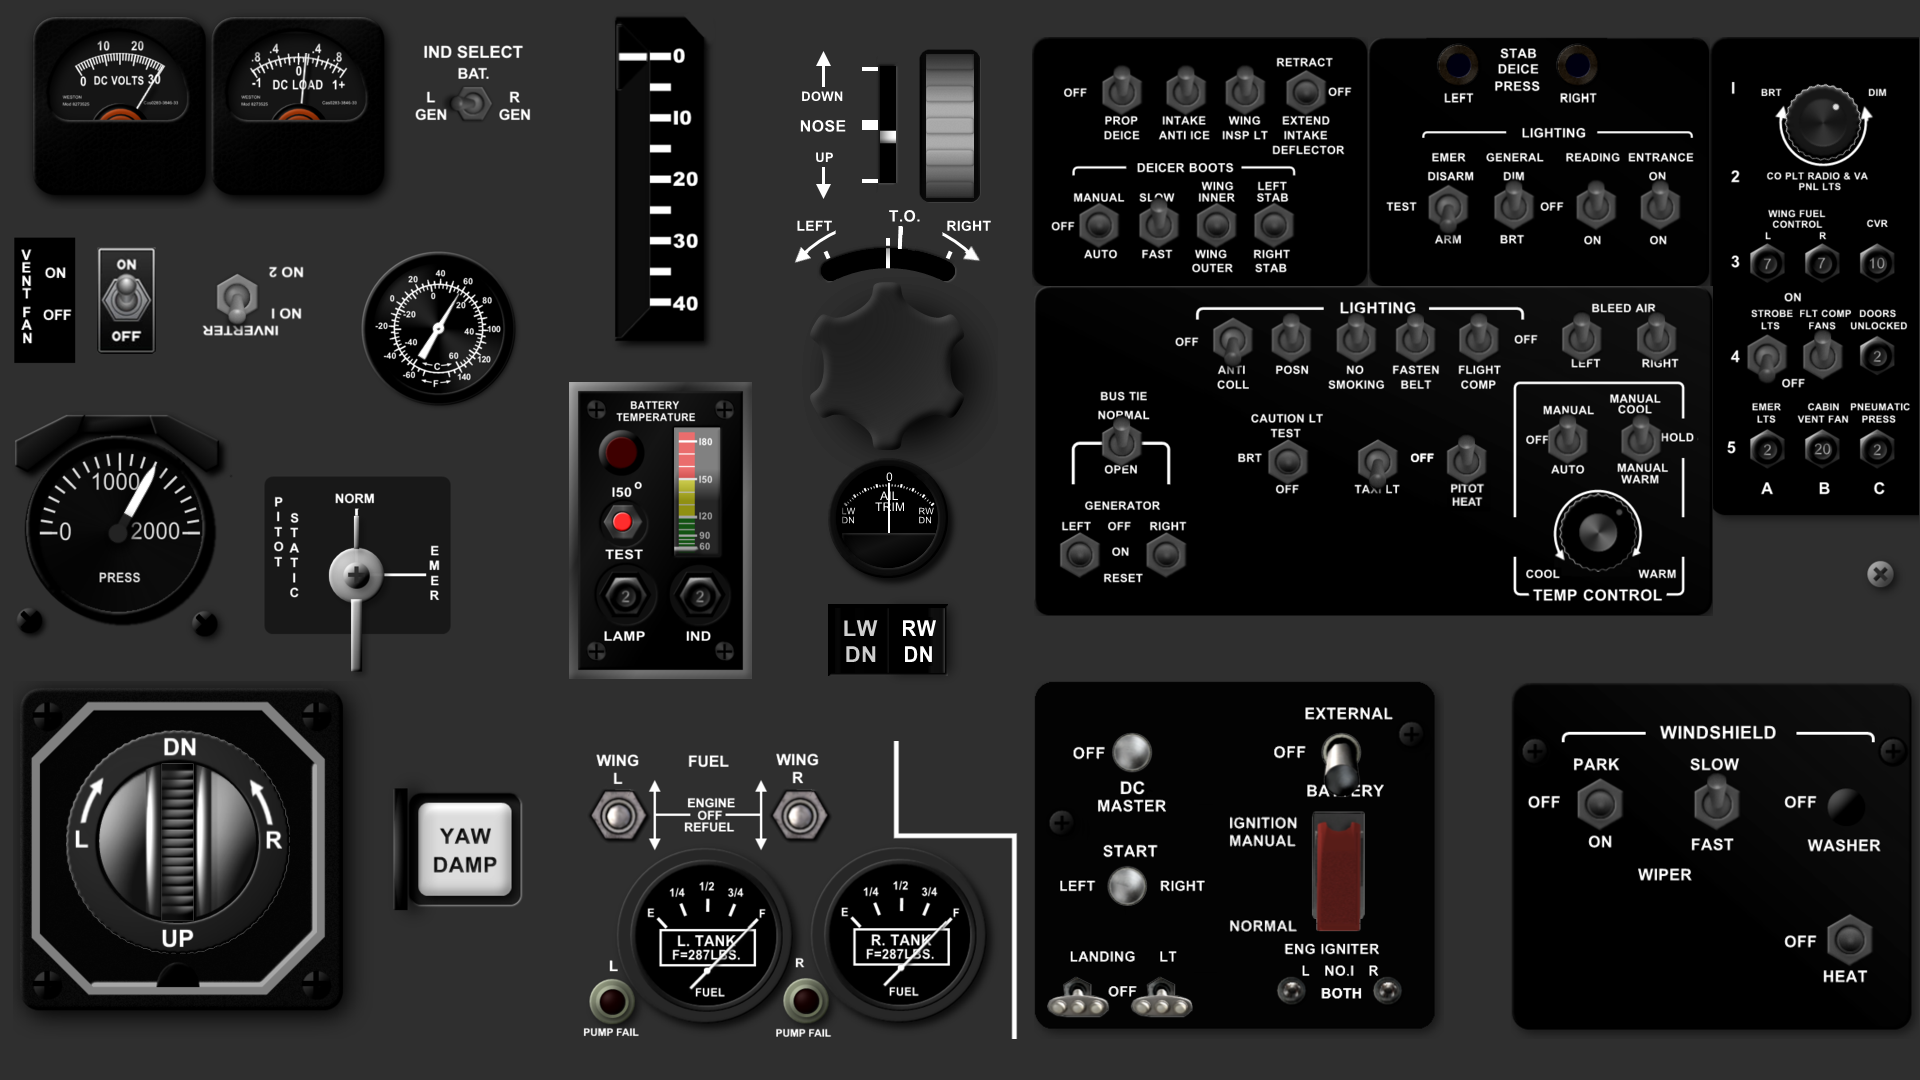 10 20
0 DC VOLTS 30
WESTON
.8 .4 0 .4 .8
-1 DC LOAD 1+
WESTON
IND SELECT
BAT.
L GEN
R GEN
VENT FAN
ON
OFF
ON
OFF
NO 2
NO 1
INVERTER
-60 -40 -20 0 20 40 60 80 100 120 140
-40 0 20 40 60
C
F
0 1000 2000
PRESS
PITOT STATIC
NORM
EMER
DN
L R
UP
YAW
DAMP
0
10
20
30
40
BATTERY
TEMPERATURE
180
150
120
90
60
150°
TEST
2 2
LAMP IND
DOWN
NOSE
UP
T.O.
LEFT RIGHT
0
AIL
TRIM
LW
DN
RW
DN
LW
DN
RW
DN
WING
L
FUEL
WING
R
ENGINE
OFF
REFUEL
E 1/4 1/2 3/4 F
L. TANK
F=287LBS.
FUEL
L
PUMP FAIL
E 1/4 1/2 3/4 F
R. TANK
F=287LBS.
FUEL
R
PUMP FAIL
OFF
PROP
DEICE
INTAKE
ANTI ICE
WING
INSP LT
RETRACT
OFF
EXTEND
INTAKE
DEFLECTOR
DEICER BOOTS
MANUAL
OFF
AUTO
SLOW
FAST
WING
INNER
WING
OUTER
LEFT
STAB
RIGHT
STAB
STAB
DEICE
PRESS
LEFT RIGHT
LIGHTING
EMER
DISARM
TEST
ARM
GENERAL
DIM
OFF
BRT
READING
ON
ENTRANCE
ON
ON
LIGHTING
OFF
ANTI
COLL
POSN
NO
SMOKING
FASTEN
BELT
FLIGHT
COMP
OFF
BLEED AIR
LEFT RIGHT
BUS TIE
NORMAL
OPEN
CAUTION LT
TEST
BRT
OFF
TAXI LT
OFF
PITOT
HEAT
GENERATOR
LEFT OFF RIGHT
ON
RESET
MANUAL
OFF
AUTO
MANUAL
COOL
HOLD
MANUAL
WARM
COOL WARM
TEMP CONTROL
1
BRT DIM
2
CO PLT RADIO & VA
PNL LTS
WING FUEL
CONTROL
L R
CVR
3
7 7 10
ON
STROBE
LTS
FLT COMP
FANS
DOORS
UNLOCKED
4
2
OFF
EMER
LTS
CABIN
VENT FAN
PNEUMATIC
PRESS
5
2 20 2
A B C
OFF
DC
MASTER
EXTERNAL
OFF
BATTERY
IGNITION
MANUAL
START
LEFT RIGHT
NORMAL
ENG IGNITER
L NO.1 R
BOTH
LANDING LT
OFF
WINDSHIELD
PARK
OFF
ON
SLOW
FAST
OFF
WASHER
WIPER
OFF
HEAT